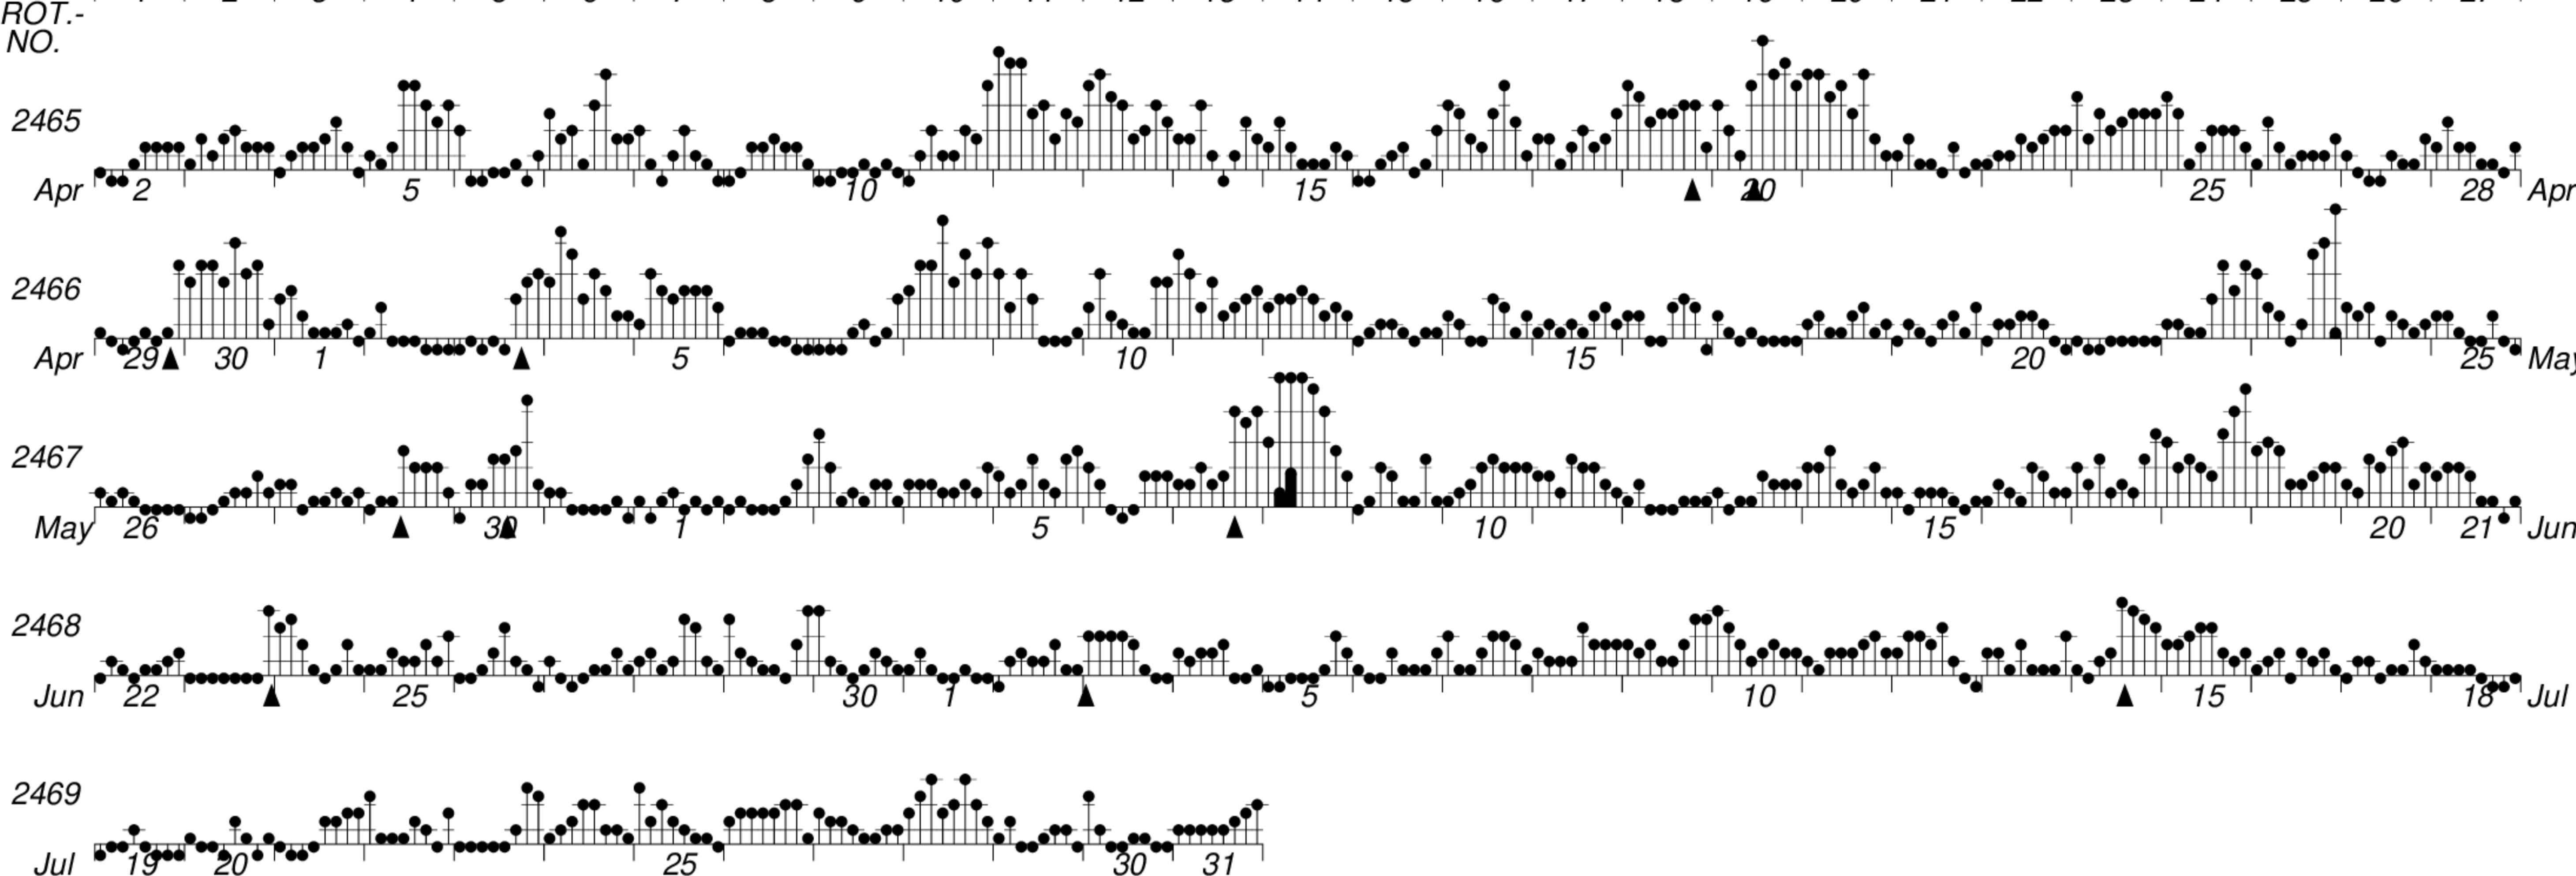 ROT.-
NO.
2465
Apr 2 5 10 15 20 25 28 Apr
2466
Apr 29 30 1 5 10 15 20 25 May
2467
May 26 30 1 5 10 15 20 21 Jun
2468
Jun 22 25 30 1 5 10 15 18 Jul
2469
Jul 19 20 25 30 31